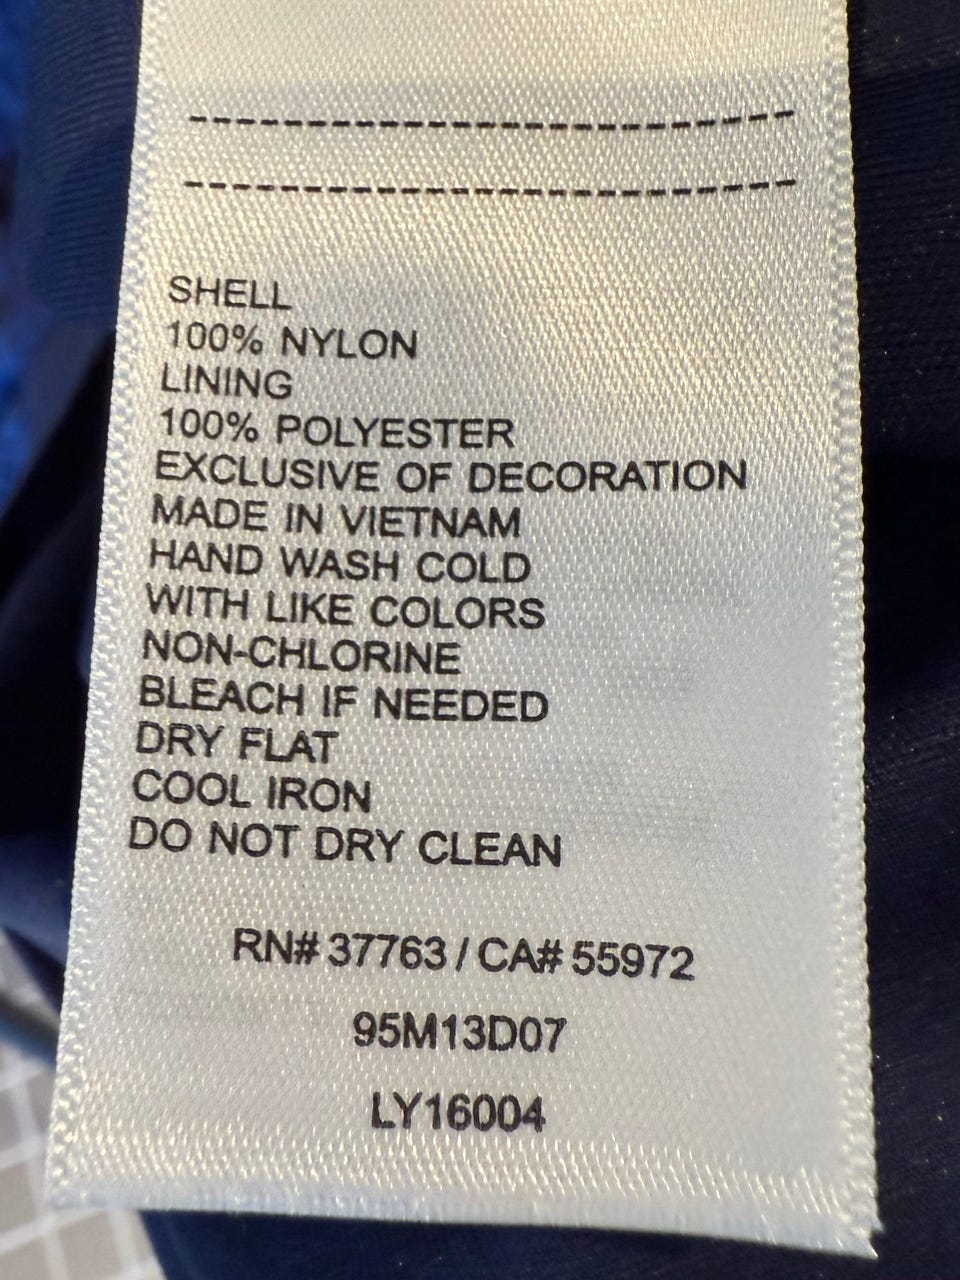 SHELL
100% NYLON
LINING
100% POLYESTER
EXCLUSIVE OF DECORATION
MADE IN VIETNAM
HAND WASH COLD
WITH LIKE COLORS
NON-CHLORINE
BLEACH IF NEEDED
DRY FLAT
COOL IRON
DO NOT DRY CLEAN
RN# 37763 / CA# 55972
95M13D07
LY16004